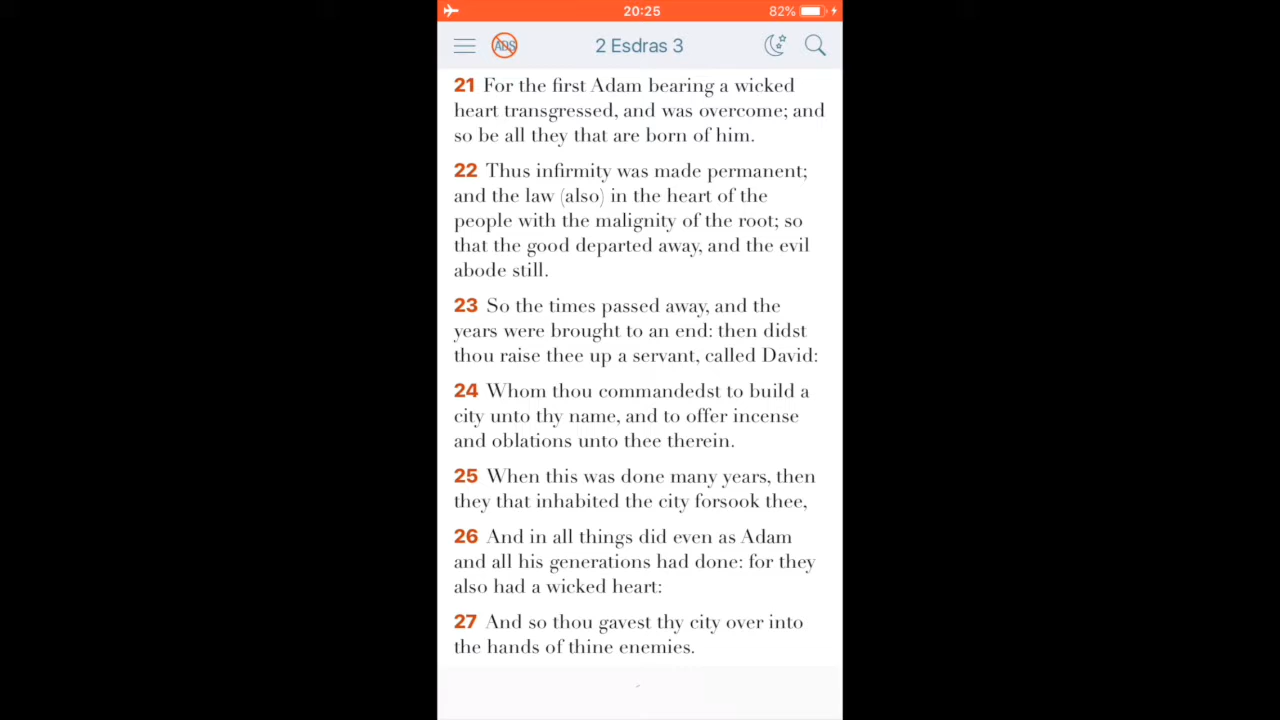 20:25
82%
ADS
2 Esdras 3
21 For the first Adam bearing a wicked
heart transgressed, and was overcome; and
so be all they that are born of him.
22 Thus infirmity was made permanent;
and the law (also) in the heart of the
people with the malignity of the root; so
that the good departed away, and the evil
abode still.
23 So the times passed away, and the
years were brought to an end: then didst
thou raise thee up a servant, called David:
24 Whom thou commandedst to build a
city unto thy name, and to offer incense
and oblations unto thee therein.
25 When this was done many years, then
they that inhabited the city forsook thee,
26 And in all things did even as Adam
and all his generations had done: for they
also had a wicked heart:
27 And so thou gavest thy city over into
the hands of thine enemies.